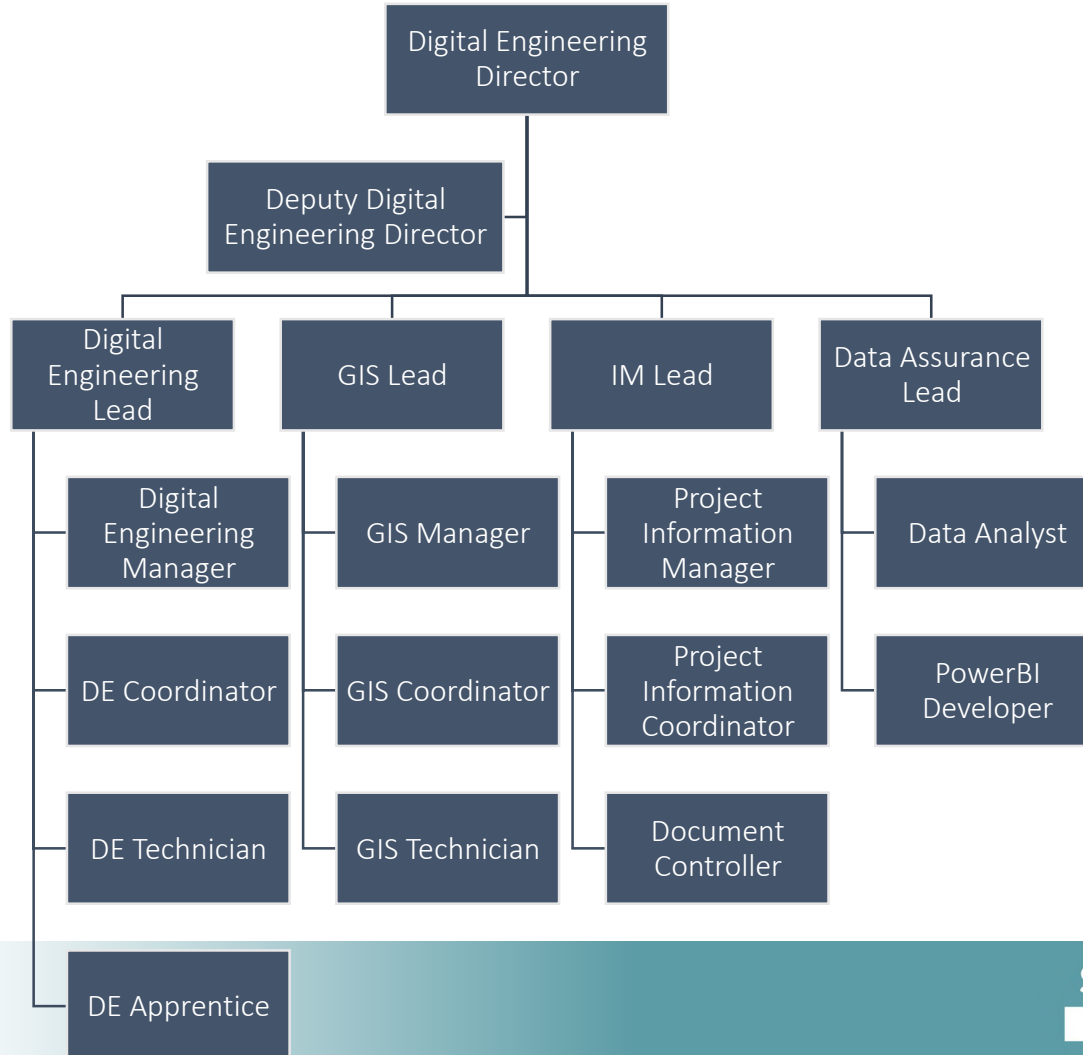 Digital Engineering
Director
Deputy Digital
Engineering Director
Digital
Engineering
Lead
GIS Lead
IM Lead
Data Assurance
Lead
Digital
Engineering
Manager
GIS Manager
Project
Information
Manager
Data Analyst
DE Coordinator
GIS Coordinator
Project
Information
Coordinator
PowerBI
Developer
DE Technician
GIS Technician
Document
Controller
DE Apprentice